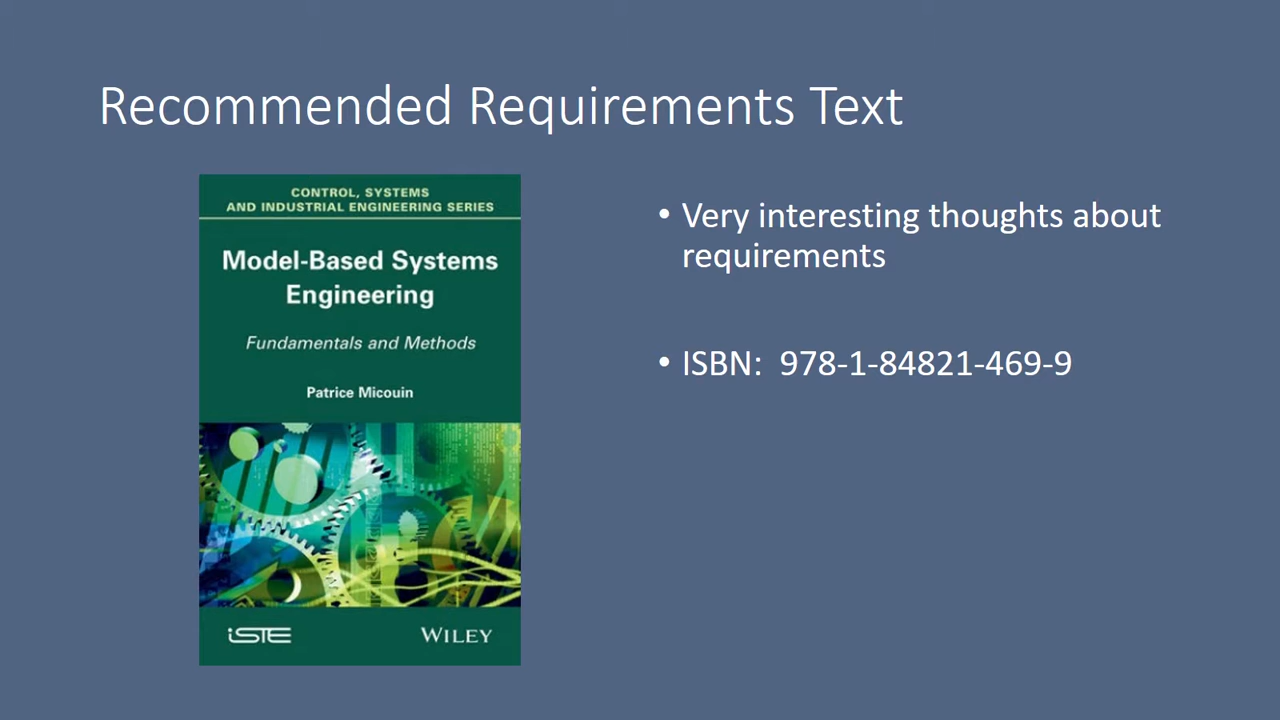 Recommended Requirements Text
CONTROL, SYSTEMS
AND INDUSTRIAL ENGINEERING SERIES
Model-Based Systems
Engineering
Fundamentals and Methods
Patrice Micouin
iSTE
WILEY
• Very interesting thoughts about
requirements
• ISBN: 978-1-84821-469-9